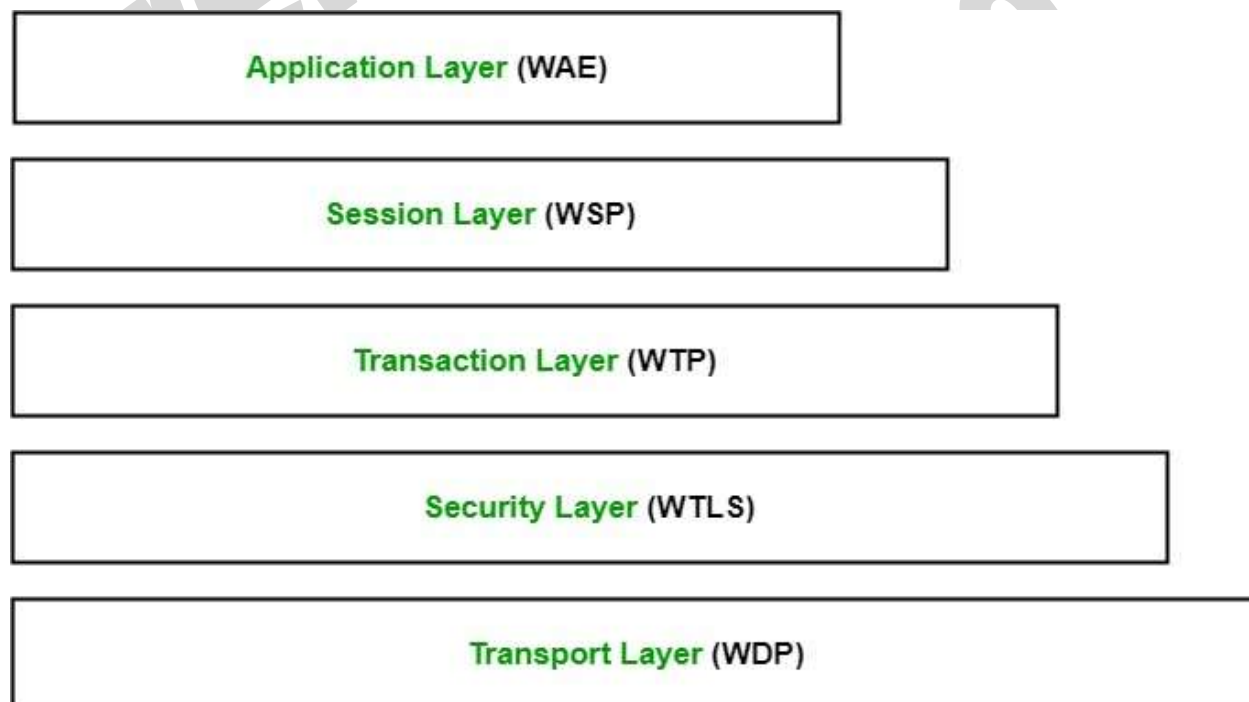 Application Layer (WAE)
Session Layer (WSP)
Transaction Layer (WTP)
Security Layer (WTLS)
Transport Layer (WDP)